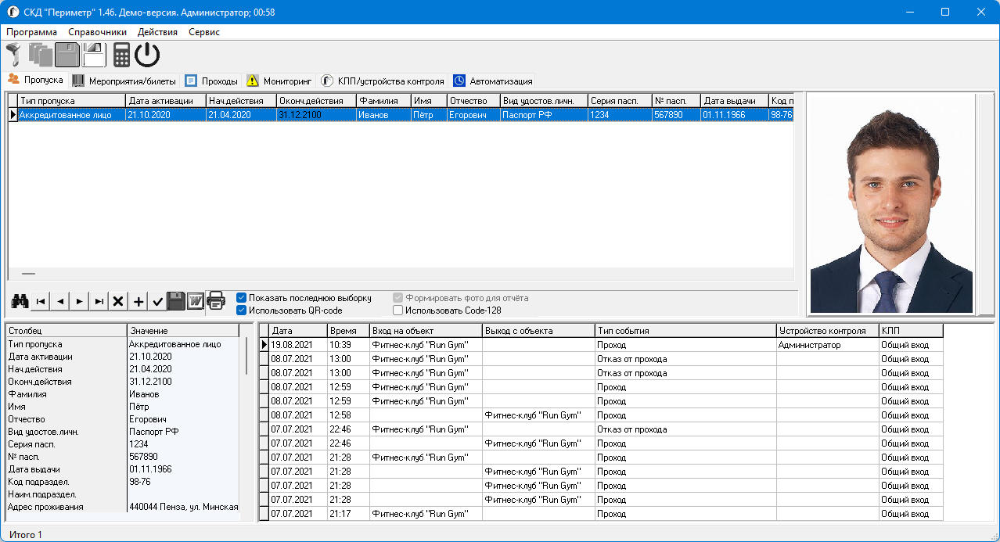 СКД "Периметр" 1.46. Демо-версия. Администратор; 00:58
Программа Справочники Действия Сервис
Пропуска Мероприятия/билеты Проходы Мониторинг КПП/устройства контроля Автоматизация
Тип пропуска Дата активации Нач.действия Оконч.действия Фамилия Имя Отчество Вид удостов.личн. Серия пасп. № пасп. Дата выдачи Код п
Аккредитованное лицо 21.10.2020 21.04.2020 31.12.2100 Иванов Пётр Егорович Паспорт РФ 1234 567890 01.11.1966 98-76
Показать последнюю выборку Формировать фото для отчёта
Использовать QR-code Использовать Code-128
Столбец Значение
Тип пропуска Аккредитованное лицо
Дата активации 21.10.2020
Нач.действия 21.04.2020
Оконч.действия 31.12.2100
Фамилия Иванов
Имя Пётр
Отчество Егорович
Вид удостов.личн. Паспорт РФ
Серия пасп. 1234
№ пасп. 567890
Дата выдачи 01.11.1966
Код подраздел. 98-76
Наим.подраздел.
Адрес проживания 440044 Пенза, ул. Минская
Дата Время Вход на объект Выход с объекта Тип события Устройство контроля КПП
19.08.2021 10:39 Фитнес-клуб "Run Gym" Проход Администратор Общий вход
08.07.2021 13:00 Фитнес-клуб "Run Gym" Отказ от прохода Общий вход
08.07.2021 13:00 Фитнес-клуб "Run Gym" Отказ от прохода Общий вход
08.07.2021 12:59 Фитнес-клуб "Run Gym" Проход Общий вход
08.07.2021 12:59 Фитнес-клуб "Run Gym" Проход Общий вход
08.07.2021 12:58 Фитнес-клуб "Run Gym" Проход Общий вход
07.07.2021 22:46 Фитнес-клуб "Run Gym" Отказ от прохода Общий вход
07.07.2021 22:46 Фитнес-клуб "Run Gym" Проход Общий вход
07.07.2021 21:28 Фитнес-клуб "Run Gym" Проход Общий вход
07.07.2021 21:28 Фитнес-клуб "Run Gym" Проход Общий вход
07.07.2021 21:28 Фитнес-клуб "Run Gym" Проход Общий вход
07.07.2021 21:28 Фитнес-клуб "Run Gym" Проход Общий вход
07.07.2021 21:17 Фитнес-клуб "Run Gym" Проход Общий вход
Итого 1